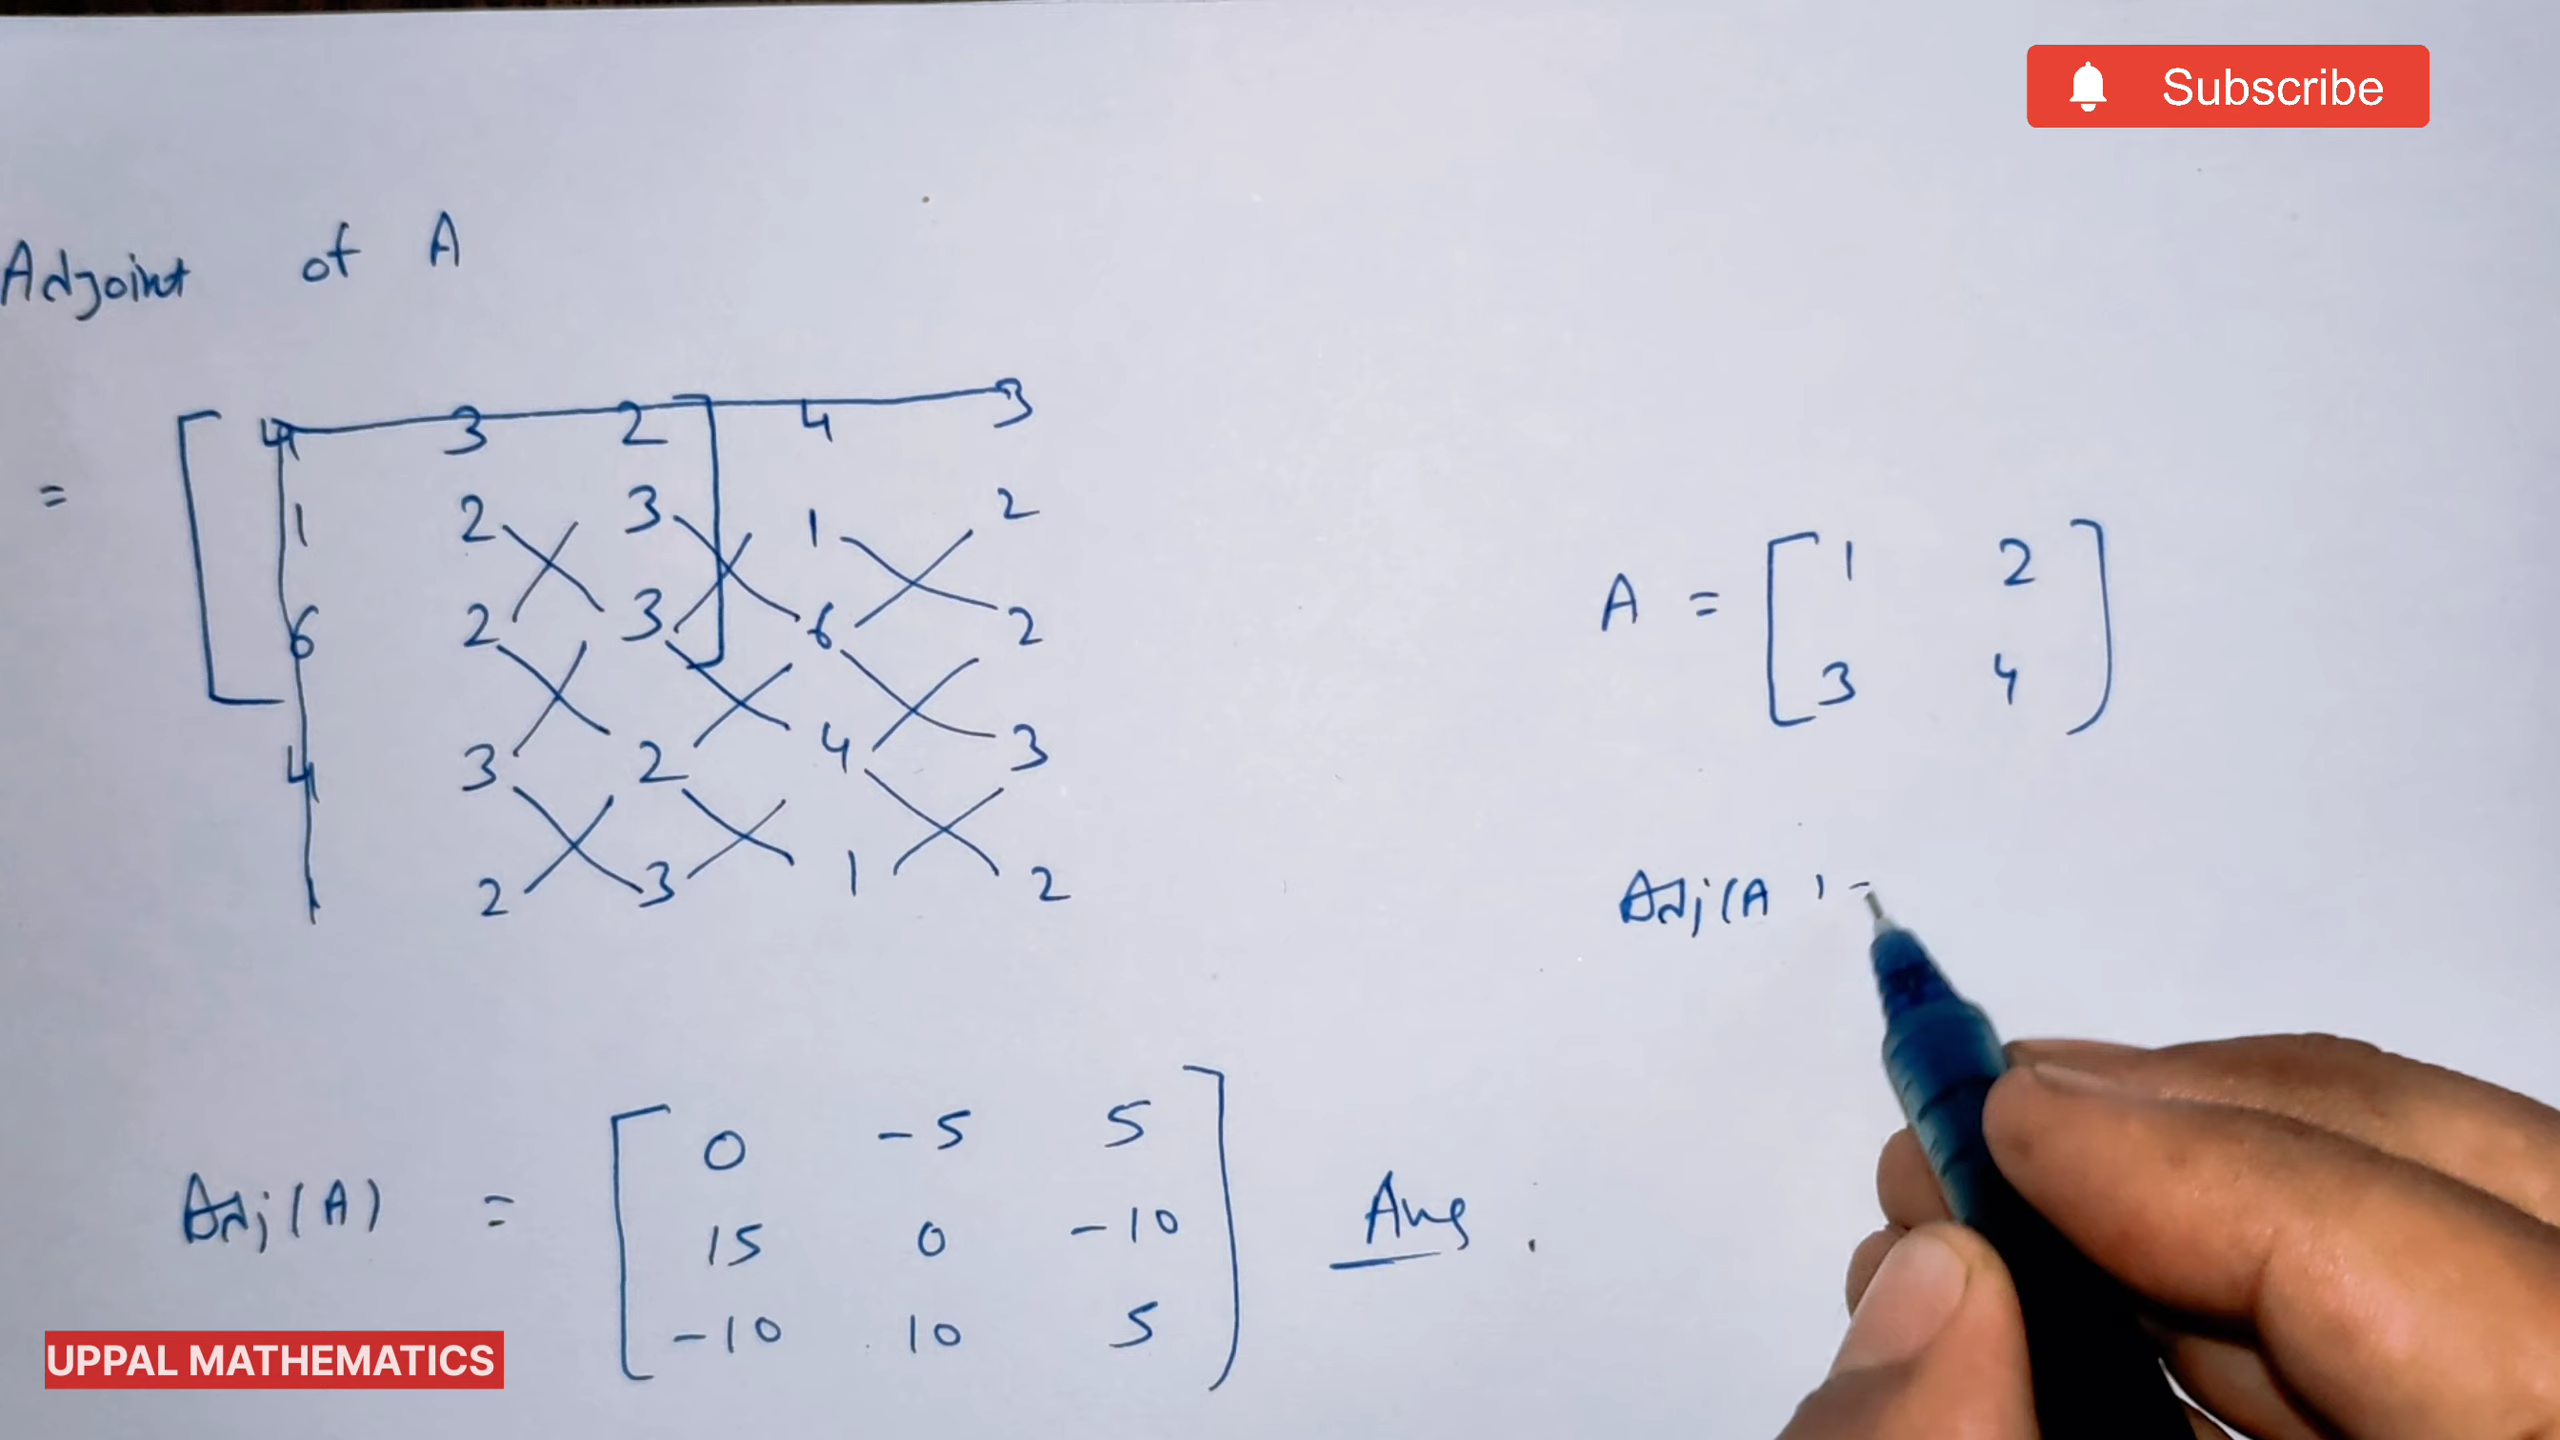 Subscribe
Adjoint of A
= [ 4 3 2 ] 4 3
1 2 3 1 2
6 2 3 6 2
4 3 2 4 3
2 3 1 2
Adj(A) = [ 0 -5 5
15 0 -10
-10 10 5 ] Ans.
A = [ 1 2
3 4 ]
Adj(A) =
UPPAL MATHEMATICS